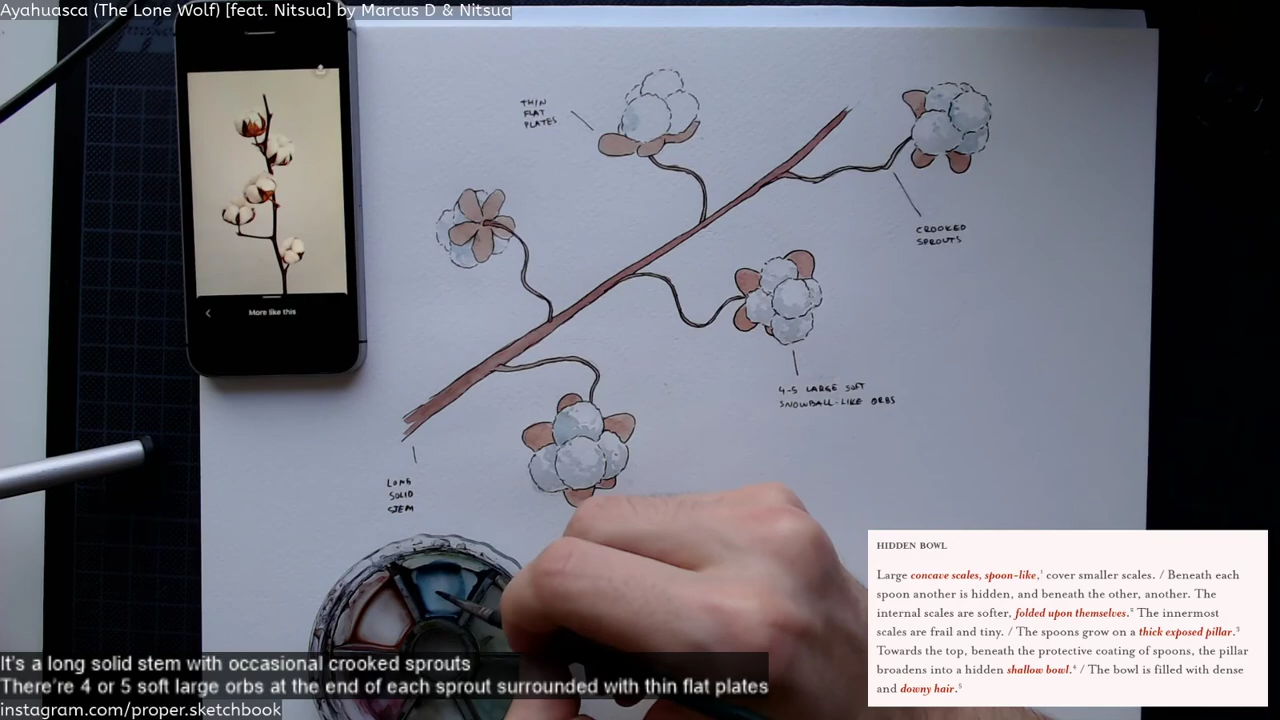 Ayahuasca (The Lone Wolf) [feat. Nitsua] by Marcus D & Nitsua
THIN
FLAT
PLATES
CROOKED
SPROUTS
More like this
4-5 LARGE SOFT
SNOWBALL-LIKE ORBS
LONG
SOLID
STEM
HIDDEN BOWL
Large concave scales, spoon-like,¹ cover smaller scales. / Beneath each
spoon another is hidden, and beneath the other, another. The
internal scales are softer, folded upon themselves.² The innermost
scales are frail and tiny. / The spoons grow on a thick exposed pillar.³
Towards the top, beneath the protective coating of spoons, the pillar
broadens into a hidden shallow bowl.⁴ / The bowl is filled with dense
and downy hair.⁵
It's a long solid stem with occasional crooked sprouts
There're 4 or 5 soft large orbs at the end of each sprout surrounded with thin flat plates
instagram.com/proper.sketchbook